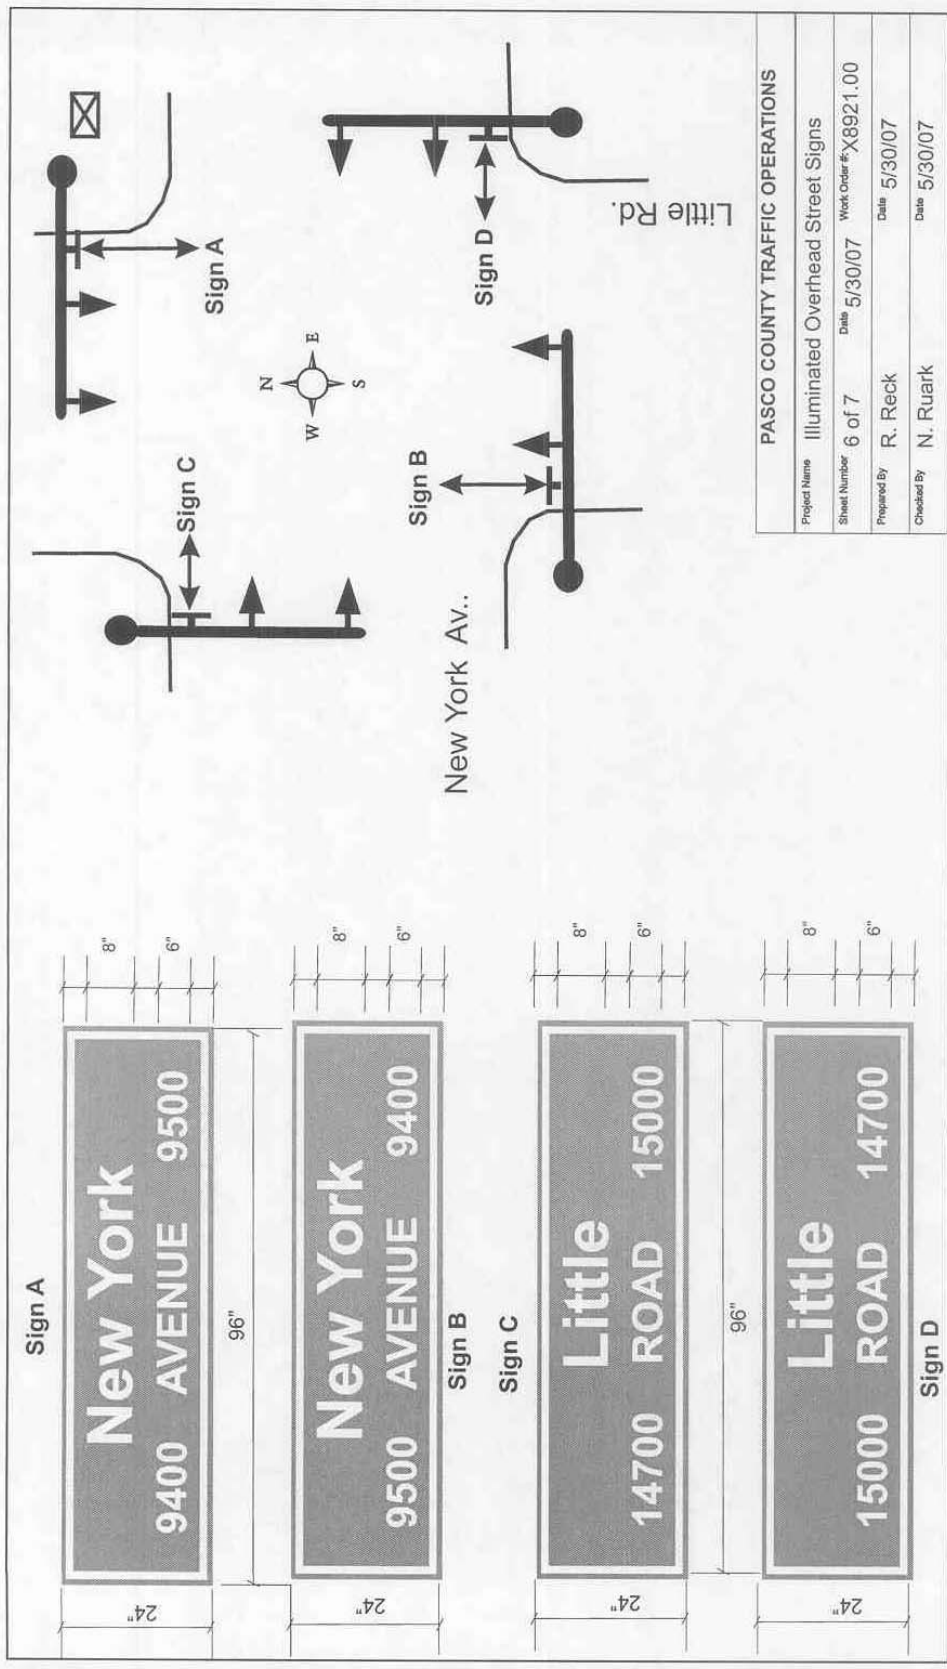 Sign A
New York
9400 AVENUE 9500
24"
96"
8"
6"
New York
9500 AVENUE 9400
Sign B
24"
8"
6"
Sign C
Little
14700 ROAD 15000
24"
96"
8"
6"
Little
15000 ROAD 14700
Sign D
24"
8"
6"
Sign C
Sign A
N
W E
S
Sign B
Sign D
New York Av..
Little Rd.
PASCO COUNTY TRAFFIC OPERATIONS
Project Name Illuminated Overhead Street Signs
Sheet Number 6 of 7 Date 5/30/07 Work Order #: X8921.00
Prepared By R. Reck Date 5/30/07
Checked By N. Ruark Date 5/30/07